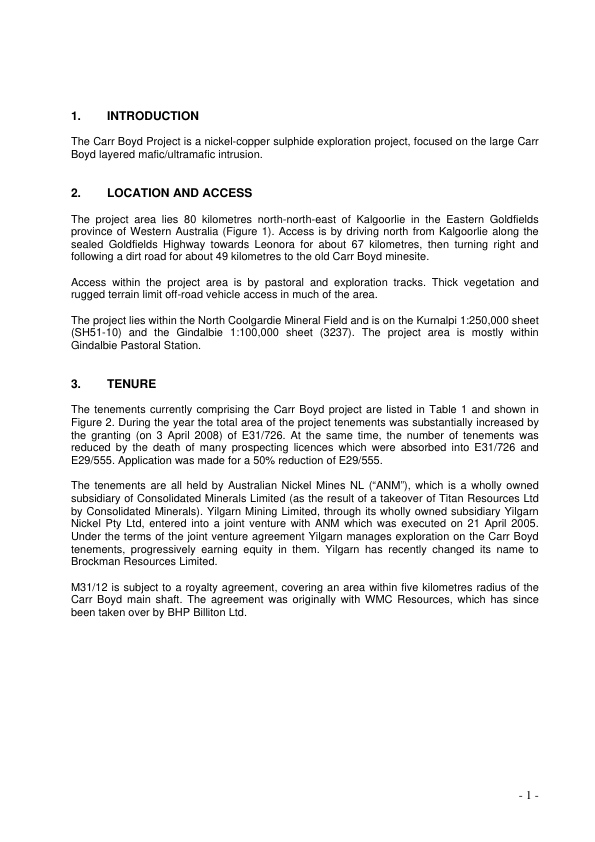 1. INTRODUCTION
The Carr Boyd Project is a nickel-copper sulphide exploration project, focused on the large Carr
Boyd layered mafic/ultramafic intrusion.
2. LOCATION AND ACCESS
The project area lies 80 kilometres north-north-east of Kalgoorlie in the Eastern Goldfields
province of Western Australia (Figure 1). Access is by driving north from Kalgoorlie along the
sealed Goldfields Highway towards Leonora for about 67 kilometres, then turning right and
following a dirt road for about 49 kilometres to the old Carr Boyd minesite.
Access within the project area is by pastoral and exploration tracks. Thick vegetation and
rugged terrain limit off-road vehicle access in much of the area.
The project lies within the North Coolgardie Mineral Field and is on the Kurnalpi 1:250,000 sheet
(SH51-10) and the Gindalbie 1:100,000 sheet (3237). The project area is mostly within
Gindalbie Pastoral Station.
3. TENURE
The tenements currently comprising the Carr Boyd project are listed in Table 1 and shown in
Figure 2. During the year the total area of the project tenements was substantially increased by
the granting (on 3 April 2008) of E31/726. At the same time, the number of tenements was
reduced by the death of many prospecting licences which were absorbed into E31/726 and
E29/555. Application was made for a 50% reduction of E29/555.
The tenements are all held by Australian Nickel Mines NL (“ANM”), which is a wholly owned
subsidiary of Consolidated Minerals Limited (as the result of a takeover of Titan Resources Ltd
by Consolidated Minerals). Yilgarn Mining Limited, through its wholly owned subsidiary Yilgarn
Nickel Pty Ltd, entered into a joint venture with ANM which was executed on 21 April 2005.
Under the terms of the joint venture agreement Yilgarn manages exploration on the Carr Boyd
tenements, progressively earning equity in them. Yilgarn has recently changed its name to
Brockman Resources Limited.
M31/12 is subject to a royalty agreement, covering an area within five kilometres radius of the
Carr Boyd main shaft. The agreement was originally with WMC Resources, which has since
been taken over by BHP Billiton Ltd.
- 1 -